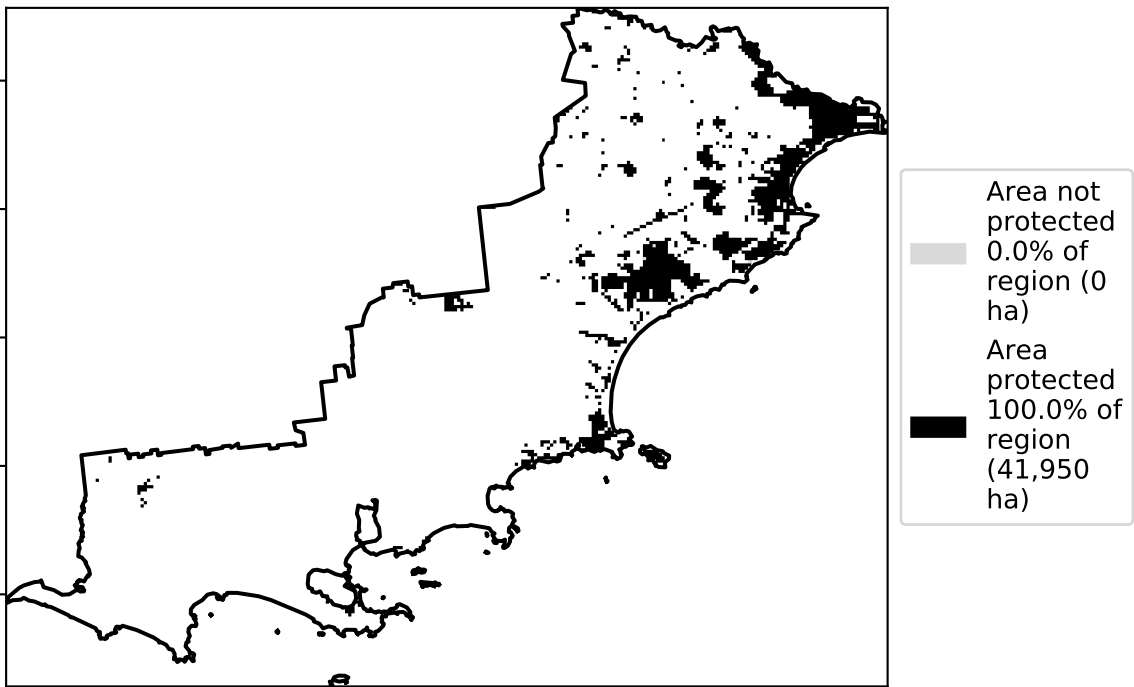 Area not
protected
0.0% of
region (0
ha)
Area
protected
100.0% of
region
(41,950
ha)